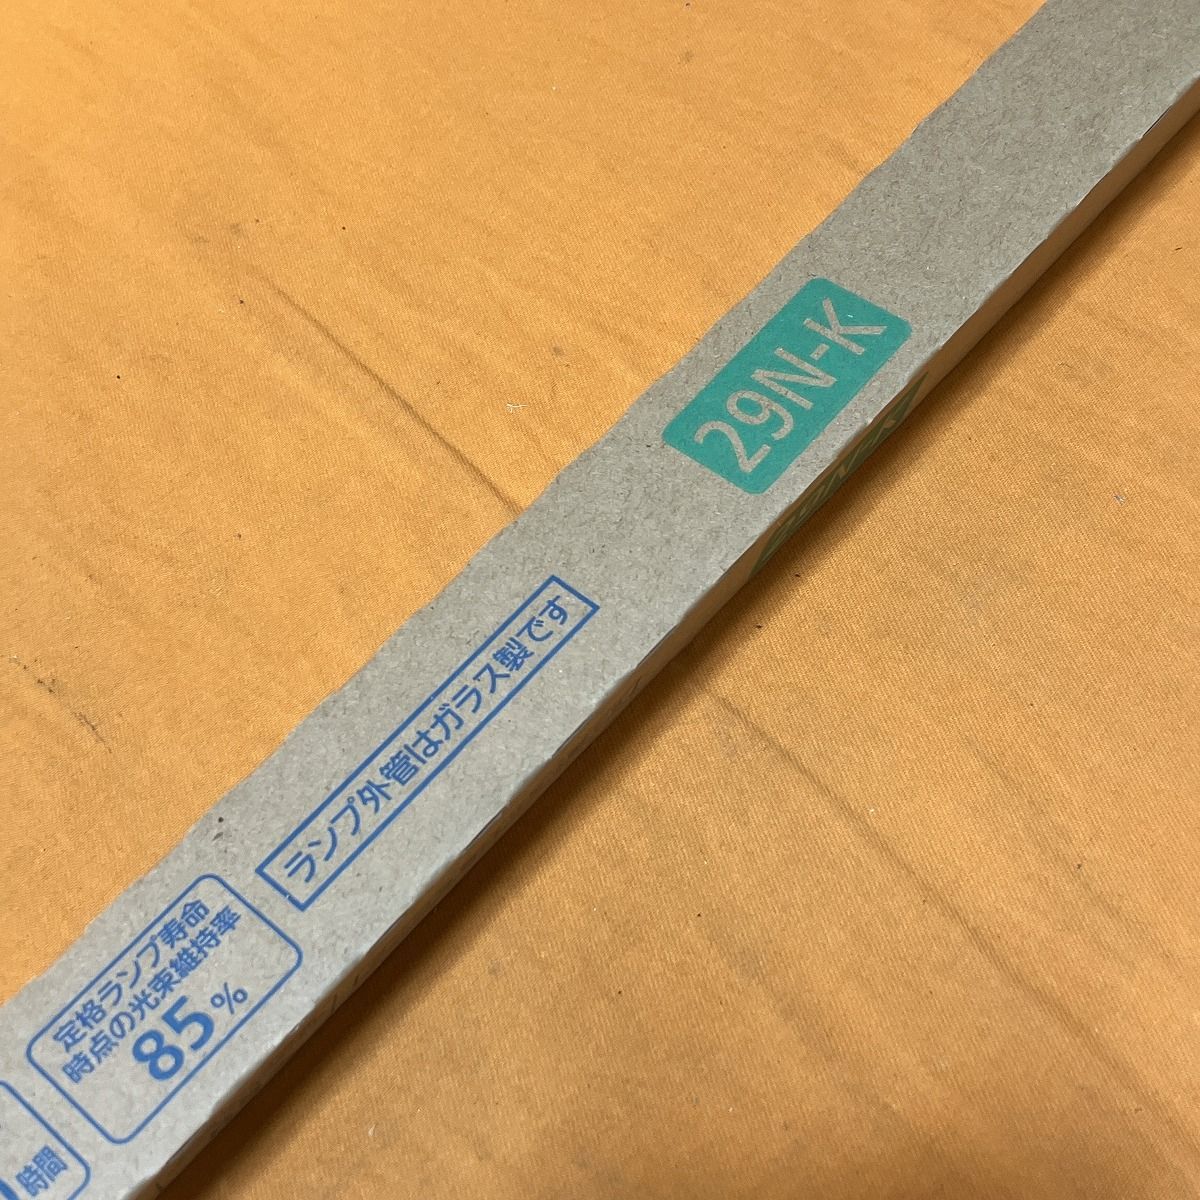 29N-K
ランプ外管はガラス製です
定格ランプ寿命
時点の光束維持率
85%
時間